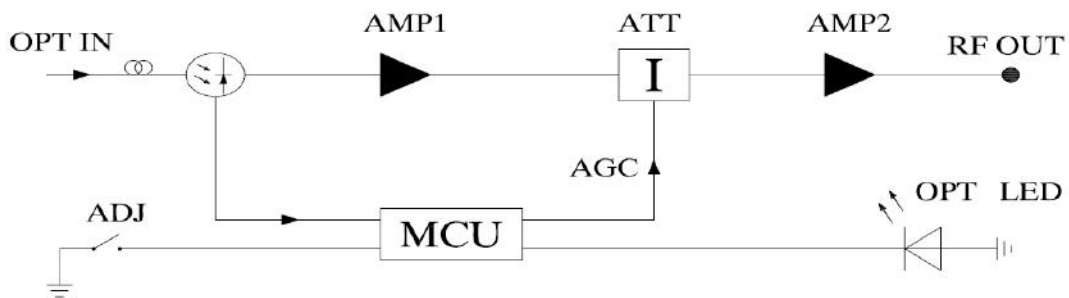 AMP1
ATT
AMP2
OPT IN
RF OUT
I
AGC
ADJ
MCU
OPT LED